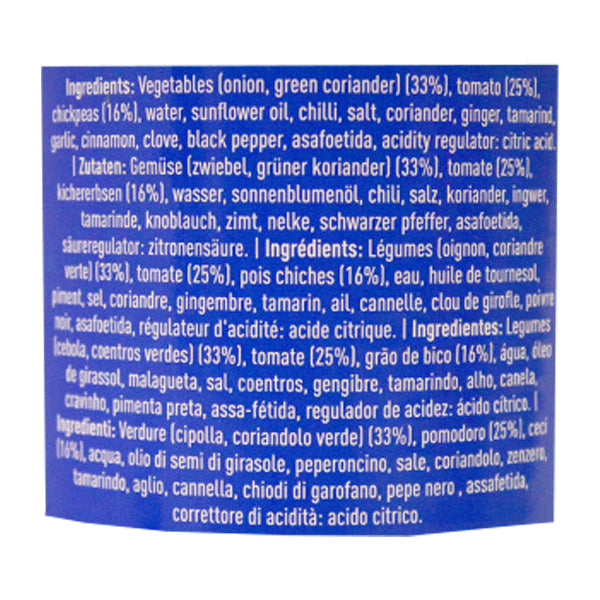 Ingredients: Vegetables (onion, green coriander) (33%), tomato (25%),
chickpeas (16%), water, sunflower oil, chilli, salt, coriander, ginger, tamarind,
garlic, cinnamon, clove, black pepper, asafoetida, acidity regulator: citric acid.
| Zutaten: Gemüse (zwiebel, grüner koriander) (33%), tomate (25%),
kichererbsen (16%), wasser, sonnenblumenöl, chili, salz, koriander, ingwer,
tamarinde, knoblauch, zimt, nelke, schwarzer pfeffer, asafoetida,
säureregulator: zitronensäure. | Ingrédients: Légumes (oignon, coriandre
verte) (33%), tomate (25%), pois chiches (16%), eau, huile de tournesol,
piment, sel, coriandre, gingembre, tamarin, ail, cannelle, clou de girofle, poivre
noir, asafoetida, régulateur d'acidité: acide citrique. | Ingredientes: Legumes
(cebola, coentros verdes) (33%), tomate (25%), grão de bico (16%), água, óleo
de girassol, malagueta, sal, coentros, gengibre, tamarindo, alho, canela,
cravinho, pimenta preta, assa-fétida, regulador de acidez: ácido cítrico. |
Ingredienti: Verdure (cipolla, coriandolo verde) (33%), pomodoro (25%), ceci
(16%), acqua, olio di semi di girasole, peperoncino, sale, coriandolo, zenzero,
tamarindo, aglio, cannella, chiodi di garofano, pepe nero , assafetida,
correttore di acidità: acido citrico.